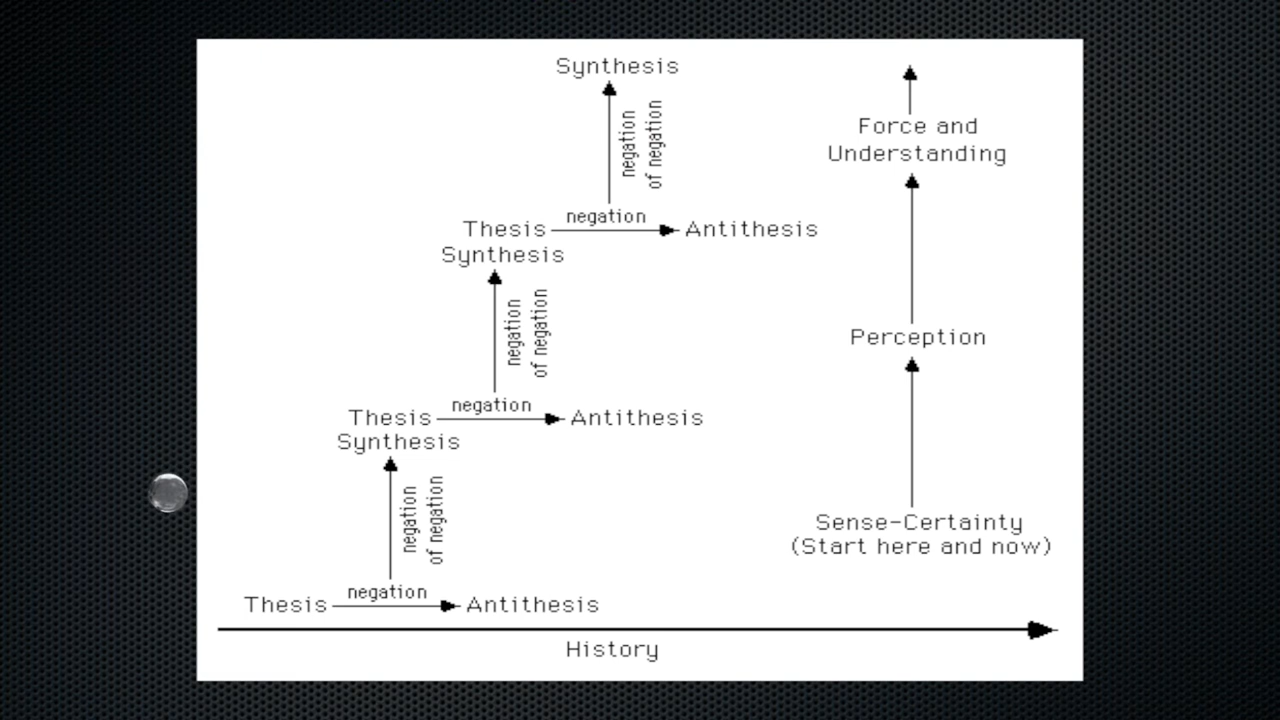 Synthesis
negation
of negation
Thesis
negation
Antithesis
Synthesis
negation
of negation
Thesis
negation
Antithesis
Synthesis
negation
of negation
Thesis
negation
Antithesis
History
Force and
Understanding
Perception
Sense-Certainty
(Start here and now)